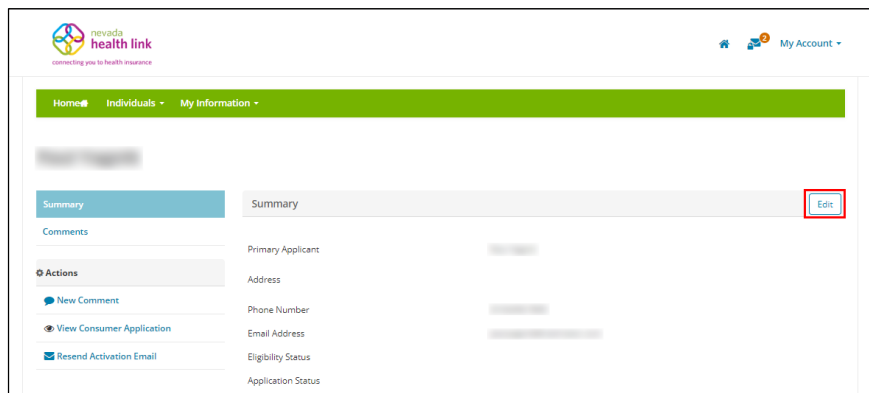 nevada
health link
connecting you to health insurance
2
My Account
Home Individuals My Information
Summary
Comments
Actions
New Comment
View Consumer Application
Resend Activation Email
Summary
Edit
Primary Applicant
Address
Phone Number
Email Address
Eligibility Status
Application Status